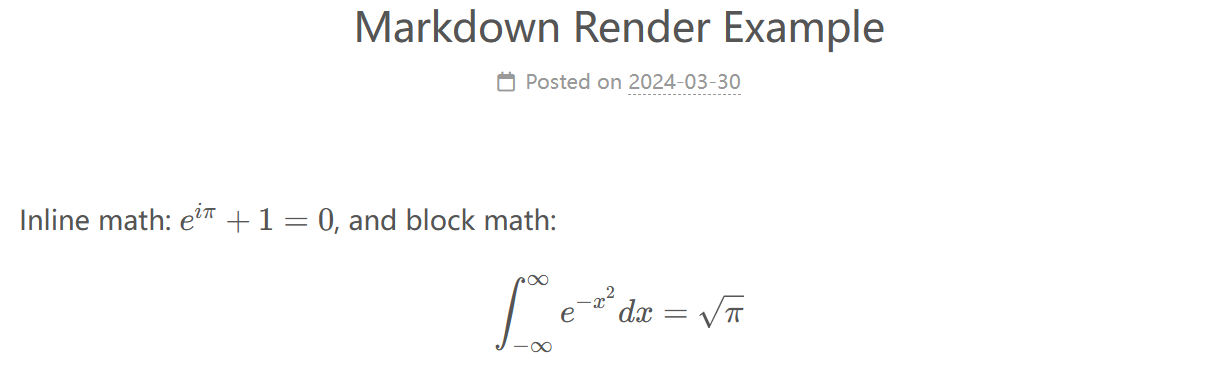 Markdown Render Example
Posted on 2024-03-30
Inline math: $e^{i\pi} + 1 = 0$, and block math:
$\int_{-\infty}^{\infty} e^{-x^2} dx = \sqrt{\pi}$